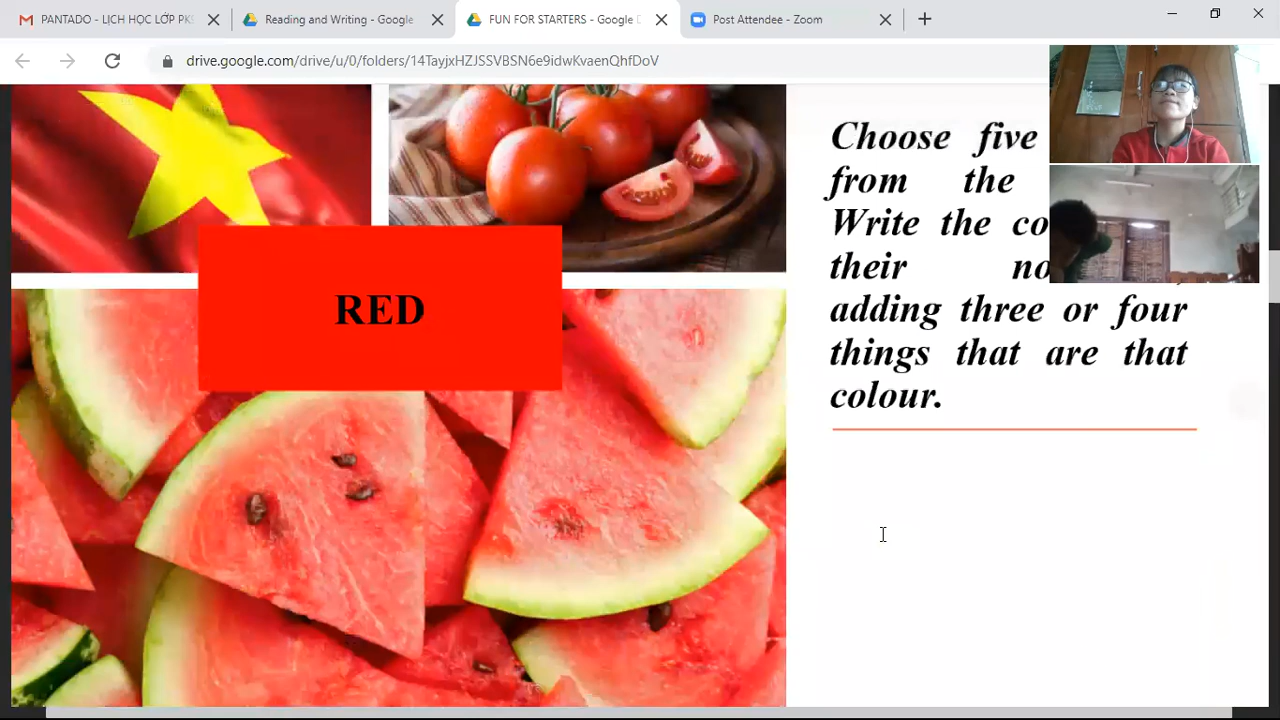 PANTADO - LỊCH HỌC LỚP PK
Reading and Writing - Google
FUN FOR STARTERS - Google
Post Attendee - Zoom
drive.google.com/drive/u/0/folders/14TayjxHZJSSVBSN6e9idwKvaenQhfDoV
RED
Choose five
from the
Write the
their
adding three or four
things that are that
colour.